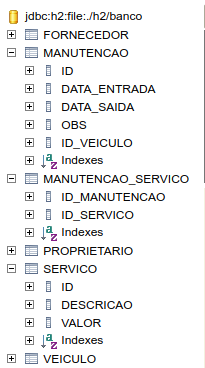 jdbc:h2:file:./h2/banco
FORNECEDOR
MANUTENCAO
ID
DATA_ENTRADA
DATA_SAIDA
OBS
ID_VEICULO
Indexes
MANUTENCAO_SERVICO
ID_MANUTENCAO
ID_SERVICO
Indexes
PROPRIETARIO
SERVICO
ID
DESCRICAO
VALOR
Indexes
VEICULO